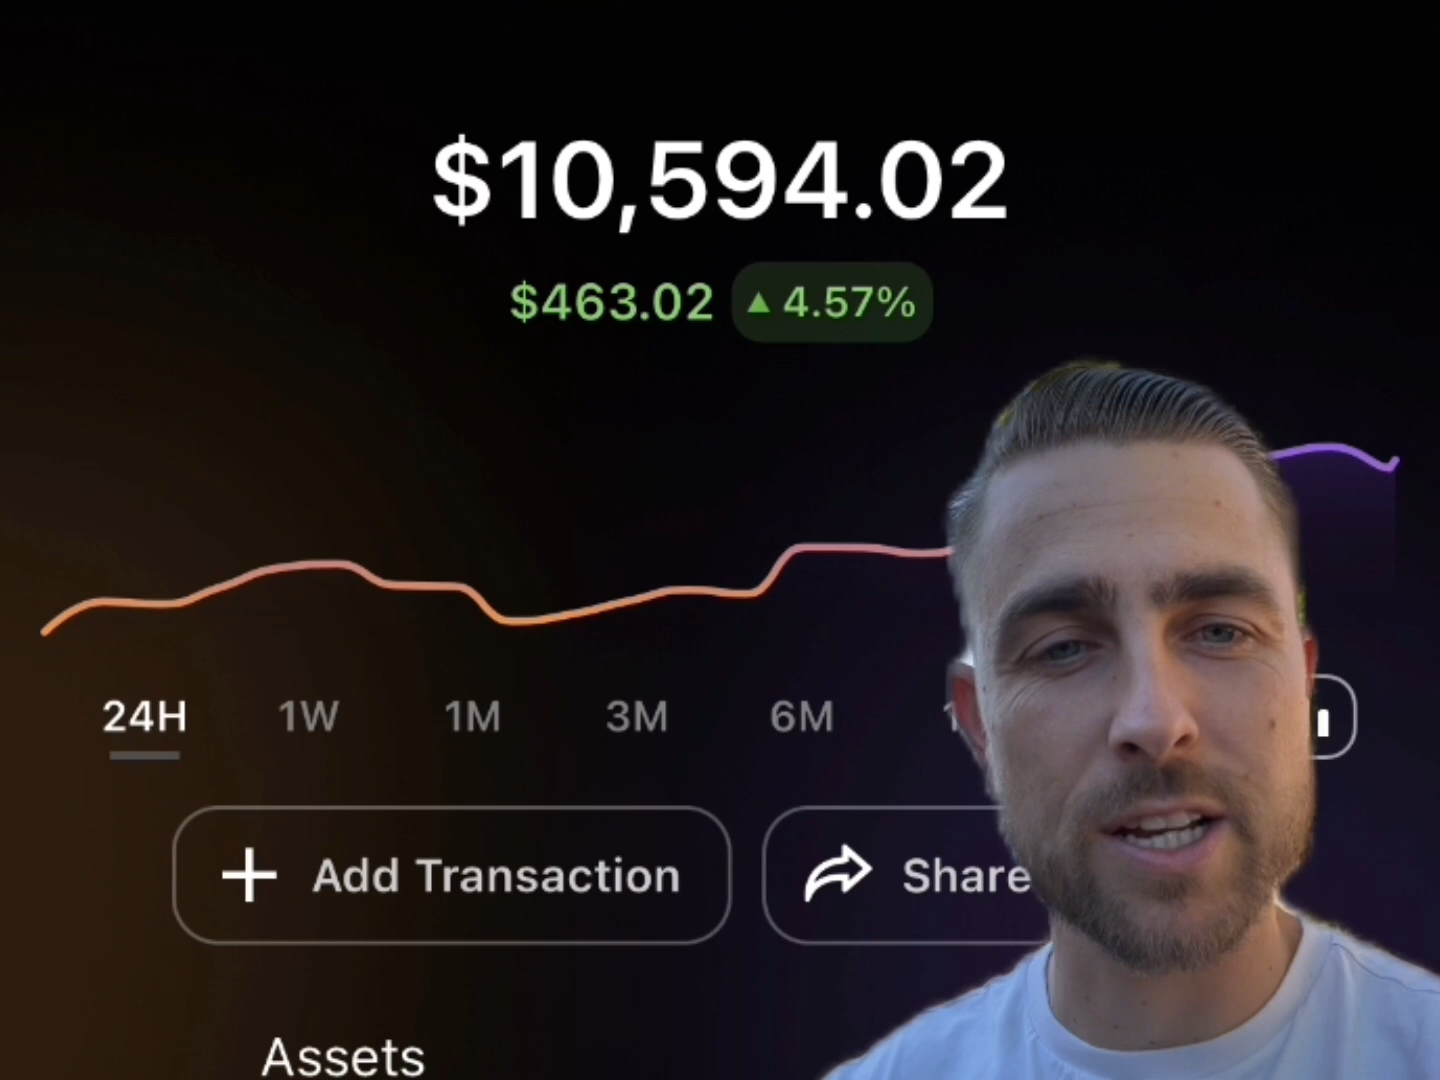 $10,594.02
$463.02 ▲ 4.57%
24H 1W 1M 3M 6M
Add Transaction Share
Assets